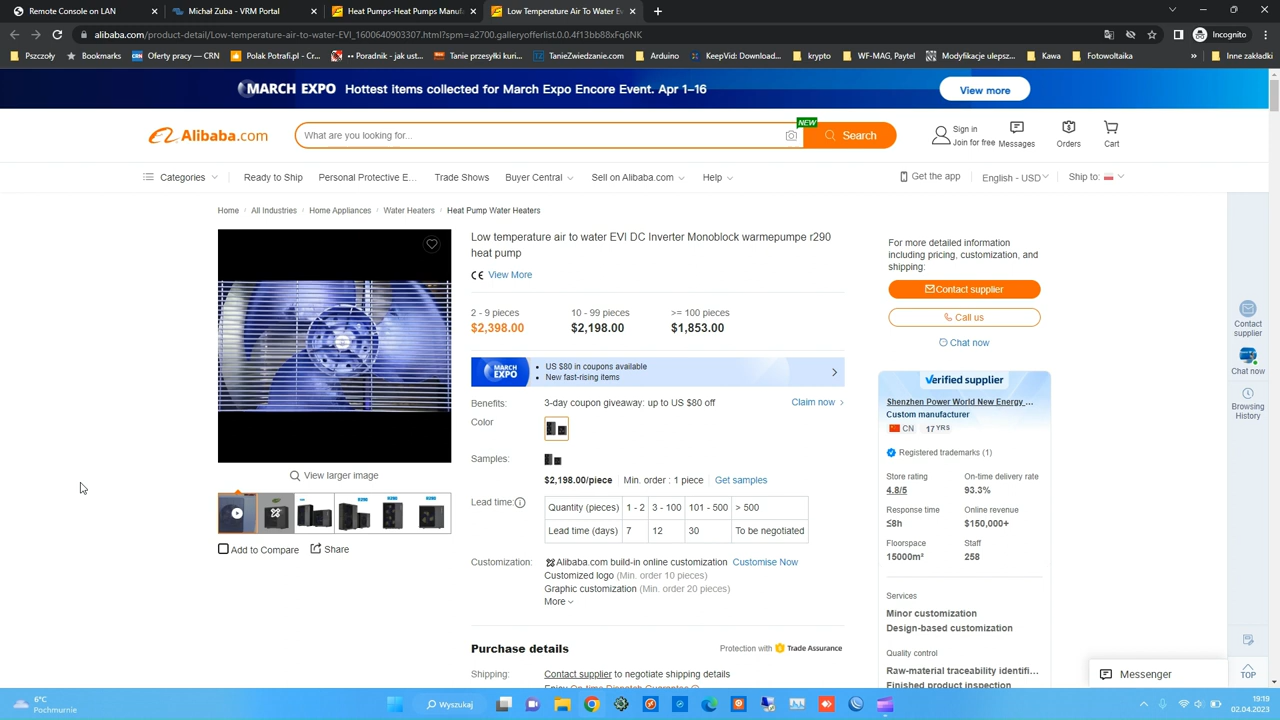 Remote Console on LAN
Michał Zuba - VRM Portal
Heat Pumps-Heat Pumps Manuf
Low Temperature Air To Water Ev
Incognito
alibaba.com/product-detail/Low-temperature-air-to-water-EVI_1600640903307.html?spm=a2700.galleryofferlist.0.0.4f13bb88xFq6NK
Pszczoły
Bookmarks
Oferty pracy — CRN
Polak Potrafi.pl - Cr...
•• Poradnik - jak ust...
Tanie przesyłki kurie...
TanieZwiedzanie.com
Arduino
KeepVid: Download...
krypto
WF-MAG, Paytel
Modyfikacje ulepsz...
Kawa
Fotowoltaika
»
Inne zakładki
MARCH EXPO Hottest items collected for March Expo Encore Event. Apr 1–16
View more
Alibaba.com
What are you looking for...
NEW
Search
Sign in
Join for free
Messages
Orders
Cart
Categories
Ready to Ship
Personal Protective E...
Trade Shows
Buyer Central
Sell on Alibaba.com
Help
Get the app
English - USD
Ship to:
Home / All Industries / Home Appliances / Water Heaters / Heat Pump Water Heaters
Low temperature air to water EVI DC Inverter Monoblock warmepumpe r290
heat pump
CE View More
2 - 9 pieces
$2,398.00
10 - 99 pieces
$2,198.00
>= 100 pieces
$1,853.00
MARCH
EXPO
• US $80 in coupons available
• New fast-rising items
Benefits: 3-day coupon giveaway: up to US $80 off Claim now
Color
Samples:
$2,198.00/piece | Min. order : 1 piece | Get samples
Lead time:
Quantity (pieces) 1 - 2 3 - 100 101 - 500 > 500
Lead time (days) 7 12 30 To be negotiated
Customization: Alibaba.com build-in online customization Customise Now
Customized logo (Min. order 10 pieces)
Graphic customization (Min. order 20 pieces)
More
Purchase details
Protection with Trade Assurance
Shipping: Contact supplier to negotiate shipping details
Enjoy On-time Dispatch Guarantee
View larger image
R290
R290
R290
Add to Compare
Share
For more detailed information
including pricing, customization, and
shipping:
Contact supplier
Call us
Chat now
Verified supplier
Shenzhen Power World New Energy ...
Custom manufacturer
CN 17 YRS
Registered trademarks (1)
Store rating
4.8/5
On-time delivery rate
93.3%
Response time
≤8h
Online revenue
$150,000+
Floorspace
15000m²
Staff
258
Services
Minor customization
Design-based customization
Quality control
Raw-material traceability identifi...
Finished product inspection
Contact
supplier
Chat now
Browsing
History
TOP
Messenger
6°C
Pochmurnie
Wyszukaj
19:19
02.04.2023